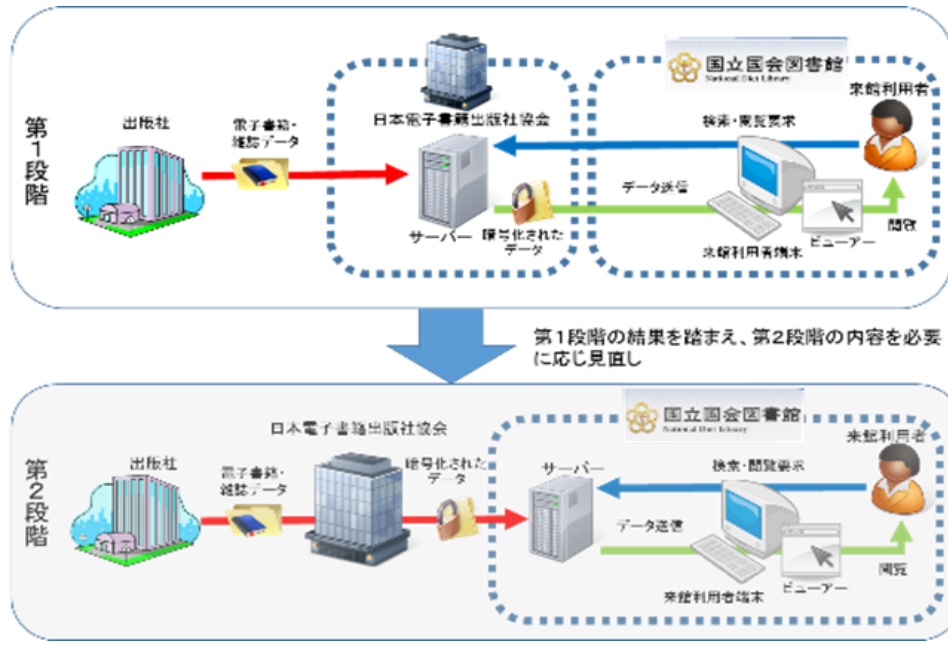 国立国会図書館
National Diet Library
来館利用者
日本電子書籍出版社協会
第1段階
出版社
電子書籍・
雑誌データ
検索・閲覧要求
データ送信
サーバー
暗号化された
データ
来館利用者端末
ビューアー
閲覧
第1段階の結果を踏まえ、第2段階の内容を必要
に応じ見直し
国立国会図書館
National Diet Library
日本電子書籍出版社協会
来館利用者
第2段階
出版社
電子書籍・
雑誌データ
暗号化された
データ
サーバー
検索・閲覧要求
データ送信
来館利用者端末
ビューアー
閲覧